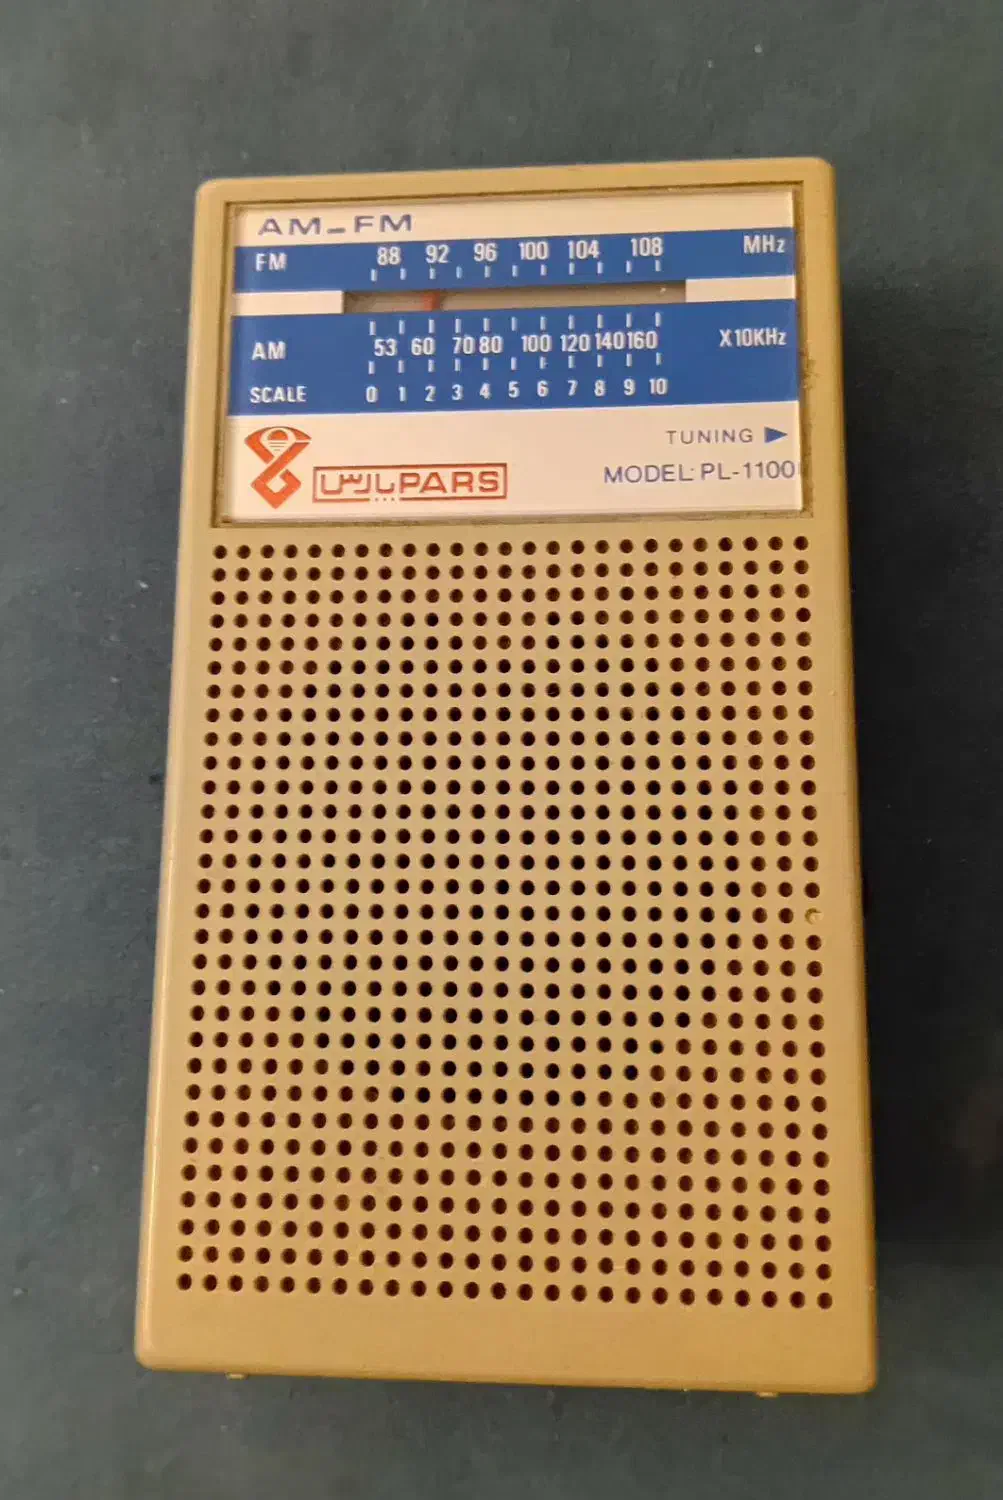 AM–FM
FM 88 92 96 100 104 108 MHz
AM 53 60 70 80 100 120 140 160 X10KHz
SCALE 0 1 2 3 4 5 6 7 8 9 10
TUNING ▶
پارس PARS
MODEL: PL-1100